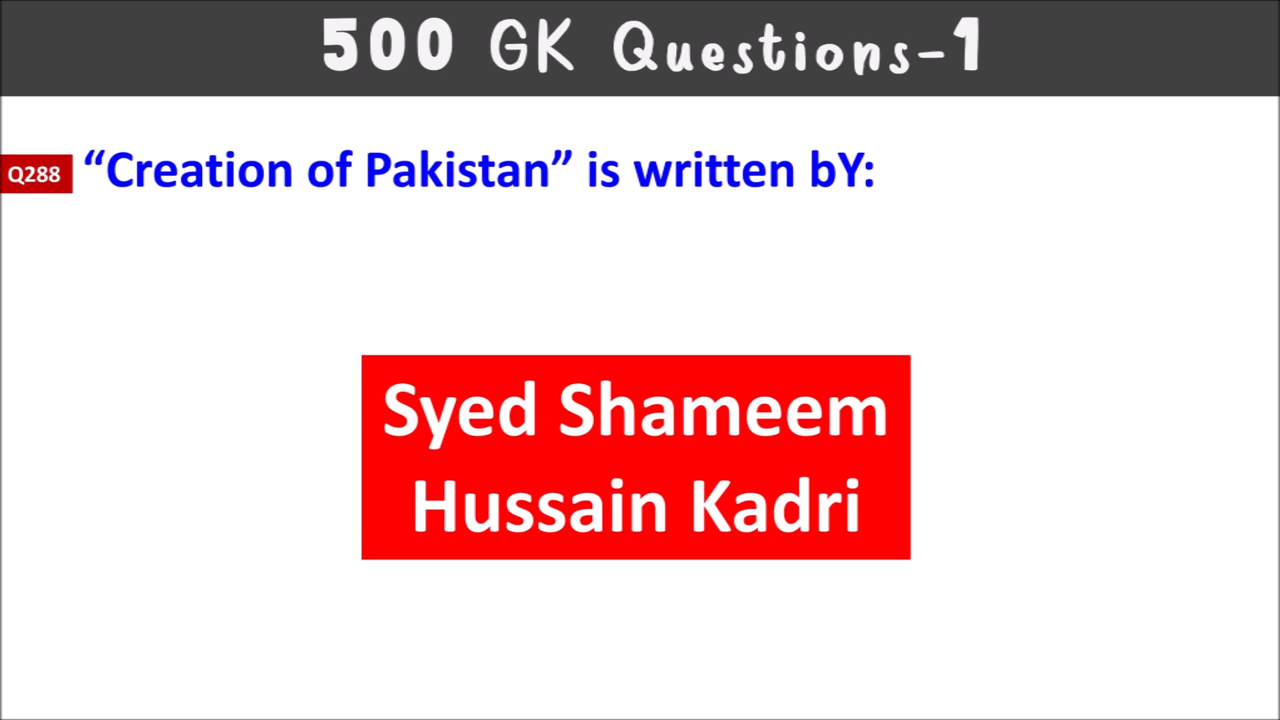 500 GK Questions-1
Q288 “Creation of Pakistan” is written bY:
Syed Shameem
Hussain Kadri